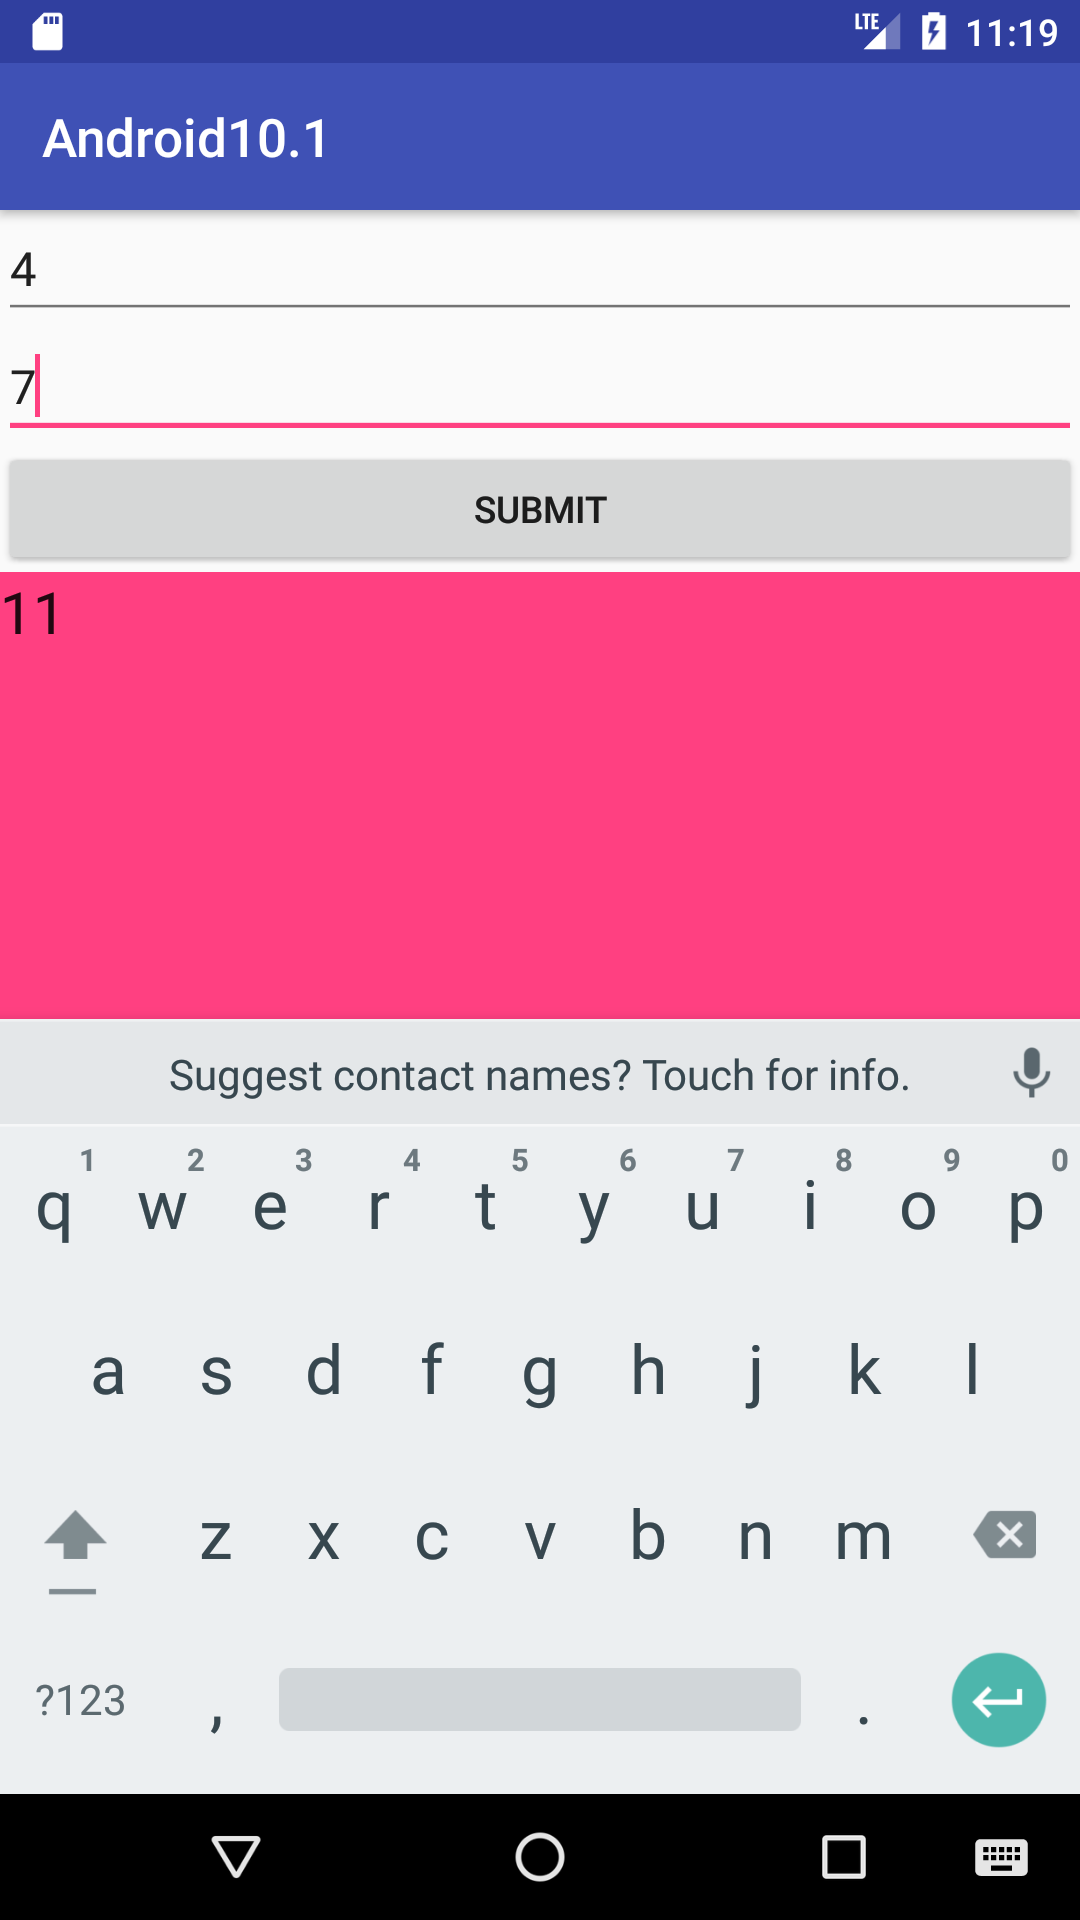 LTE 11:19
Android10.1
4
7
SUBMIT
11
Suggest contact names? Touch for info.
1 2 3 4 5 6 7 8 9 0
q w e r t y u i o p
a s d f g h j k l
z x c v b n m
?123 , .